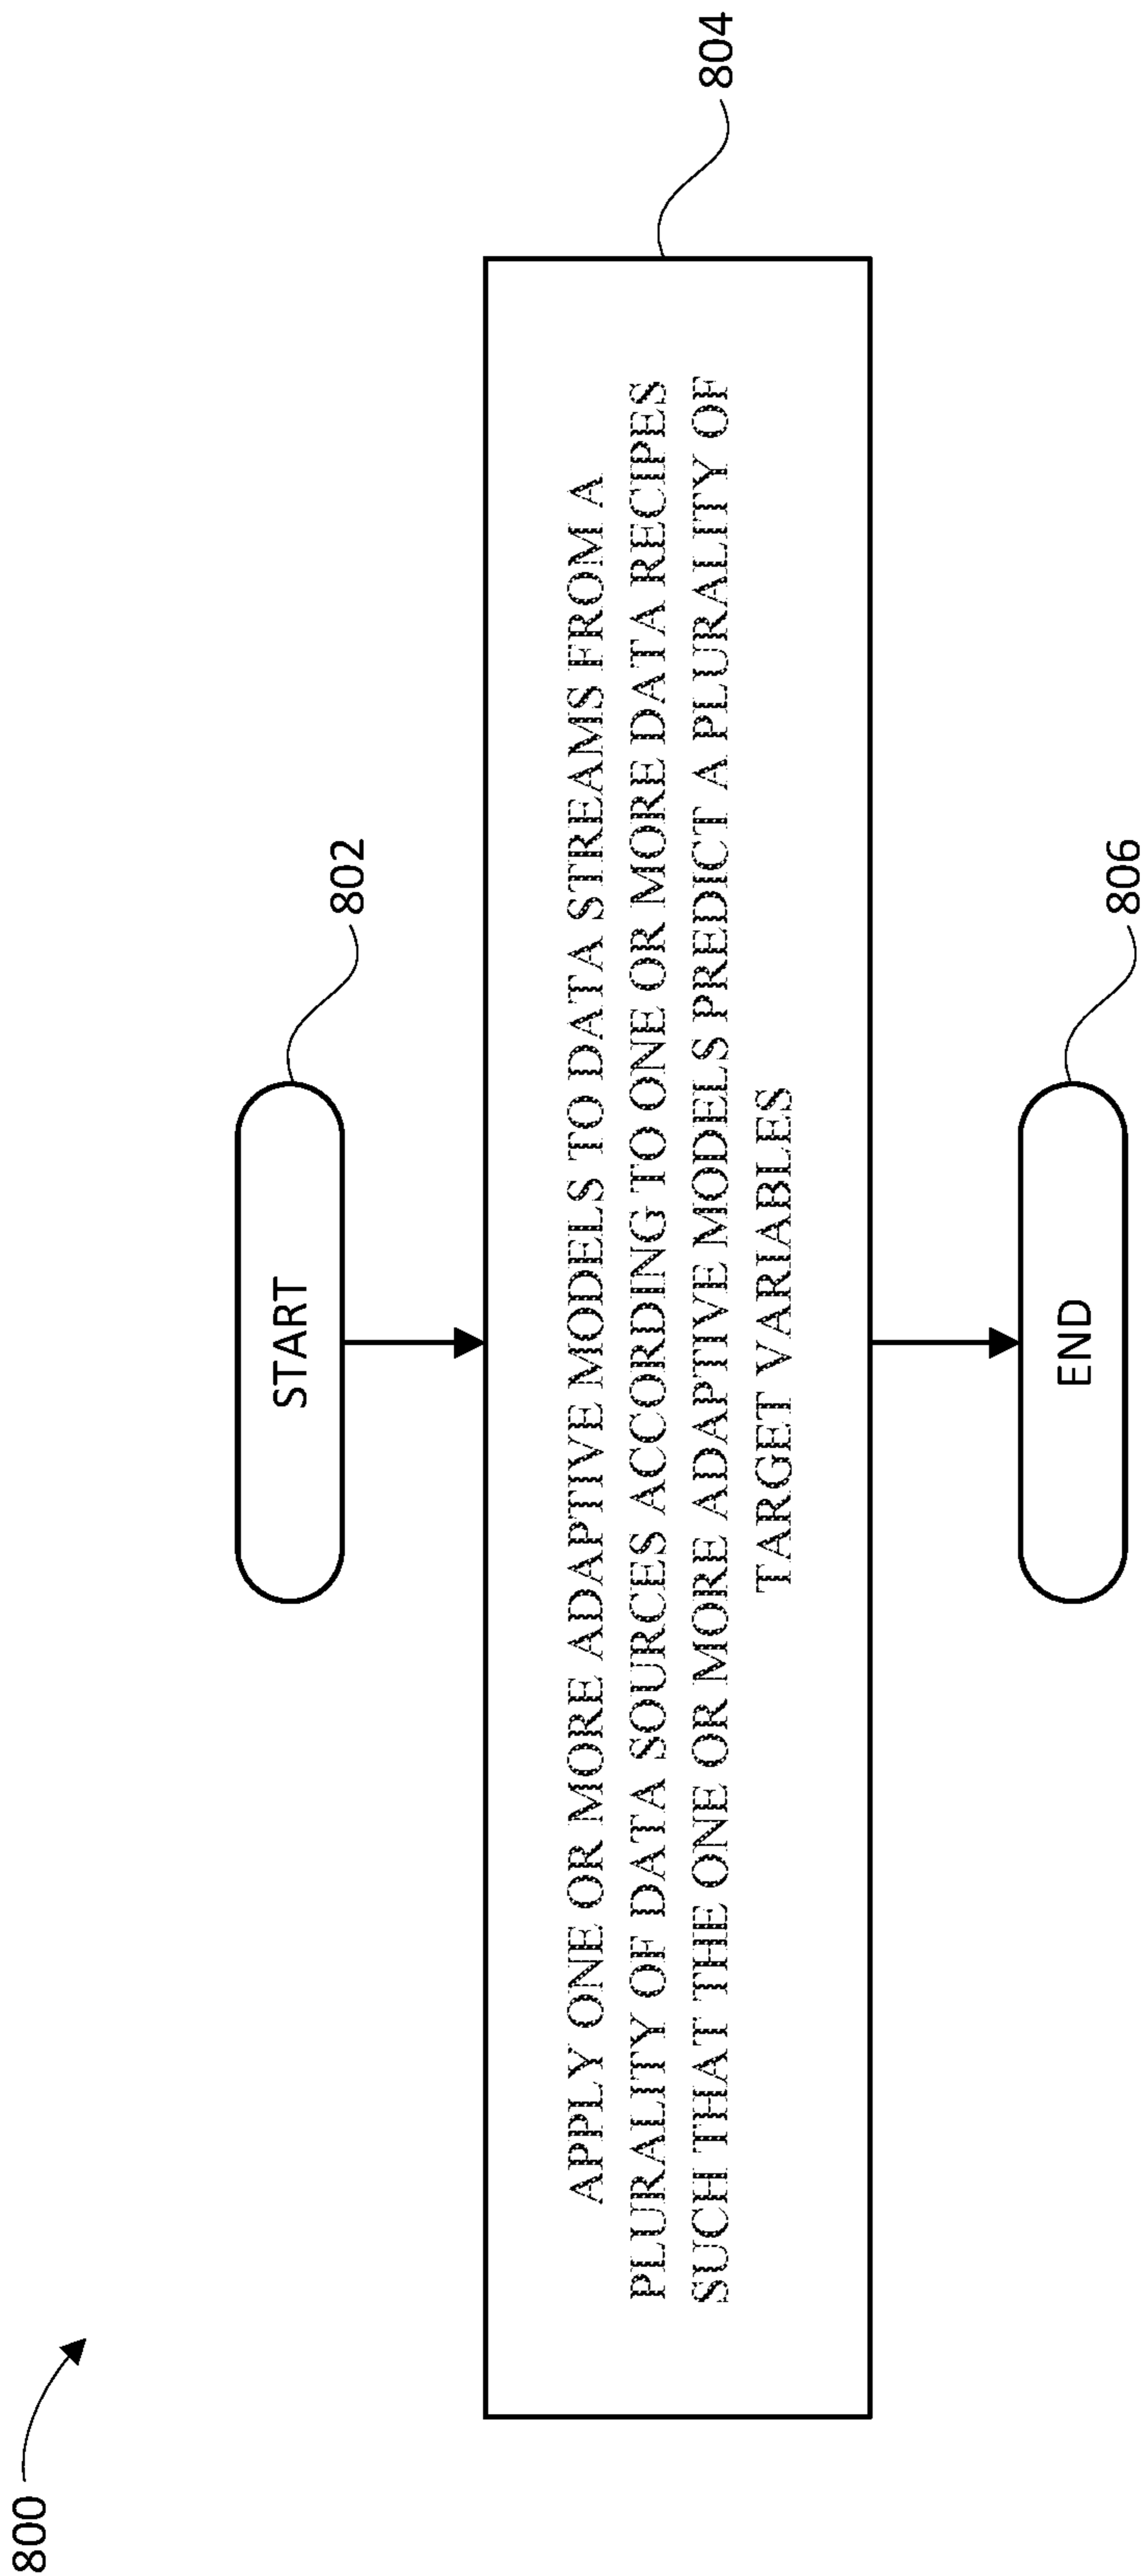 800
START
802
APPLY ONE OR MORE ADAPTIVE MODELS TO DATA STREAMS FROM A
PLURALITY OF DATA SOURCES ACCORDING TO ONE OR MORE DATA RECIPES
SUCH THAT THE ONE OR MORE ADAPTIVE MODELS PREDICT A PLURALITY OF
TARGET VARIABLES
804
END
806